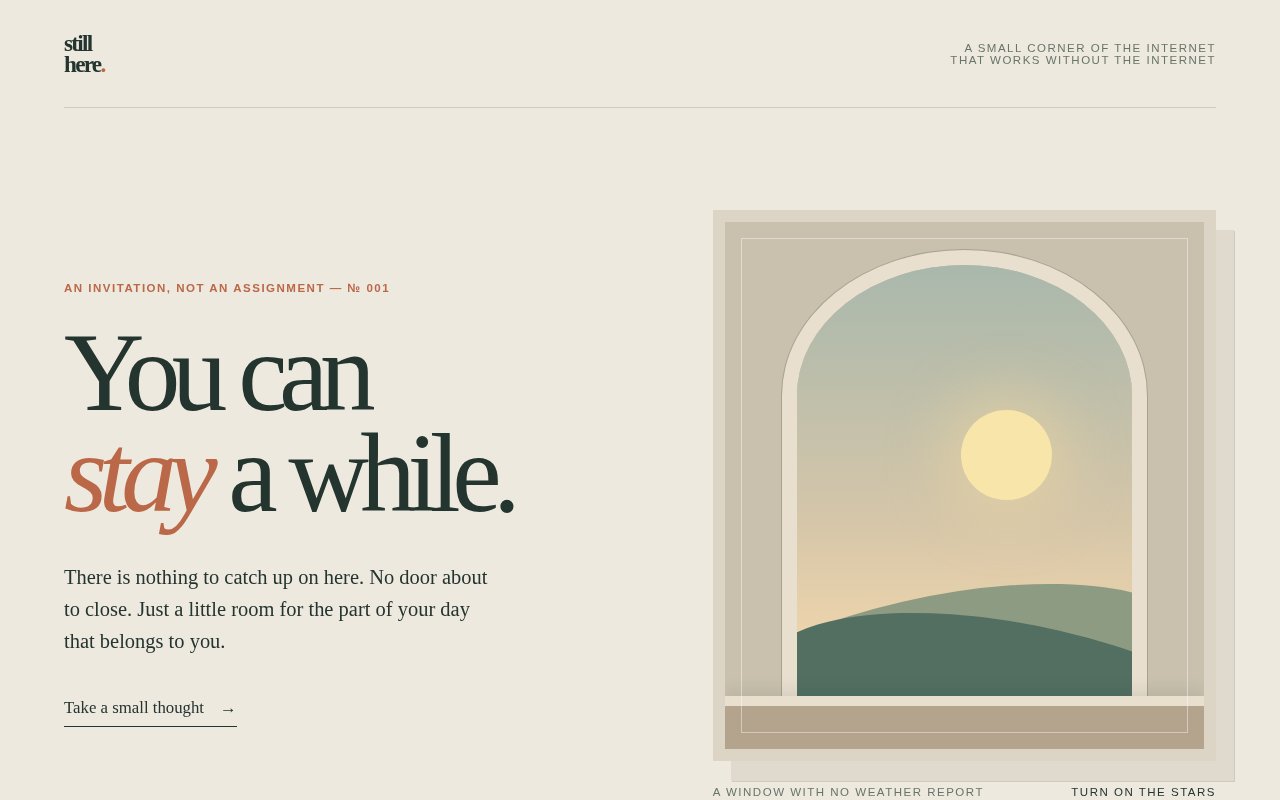 still
here.
A SMALL CORNER OF THE INTERNET
THAT WORKS WITHOUT THE INTERNET
AN INVITATION, NOT AN ASSIGNMENT — № 001
You can
stay a while.
There is nothing to catch up on here. No door about
to close. Just a little room for the part of your day
that belongs to you.
Take a small thought →
A WINDOW WITH NO WEATHER REPORT
TURN ON THE STARS